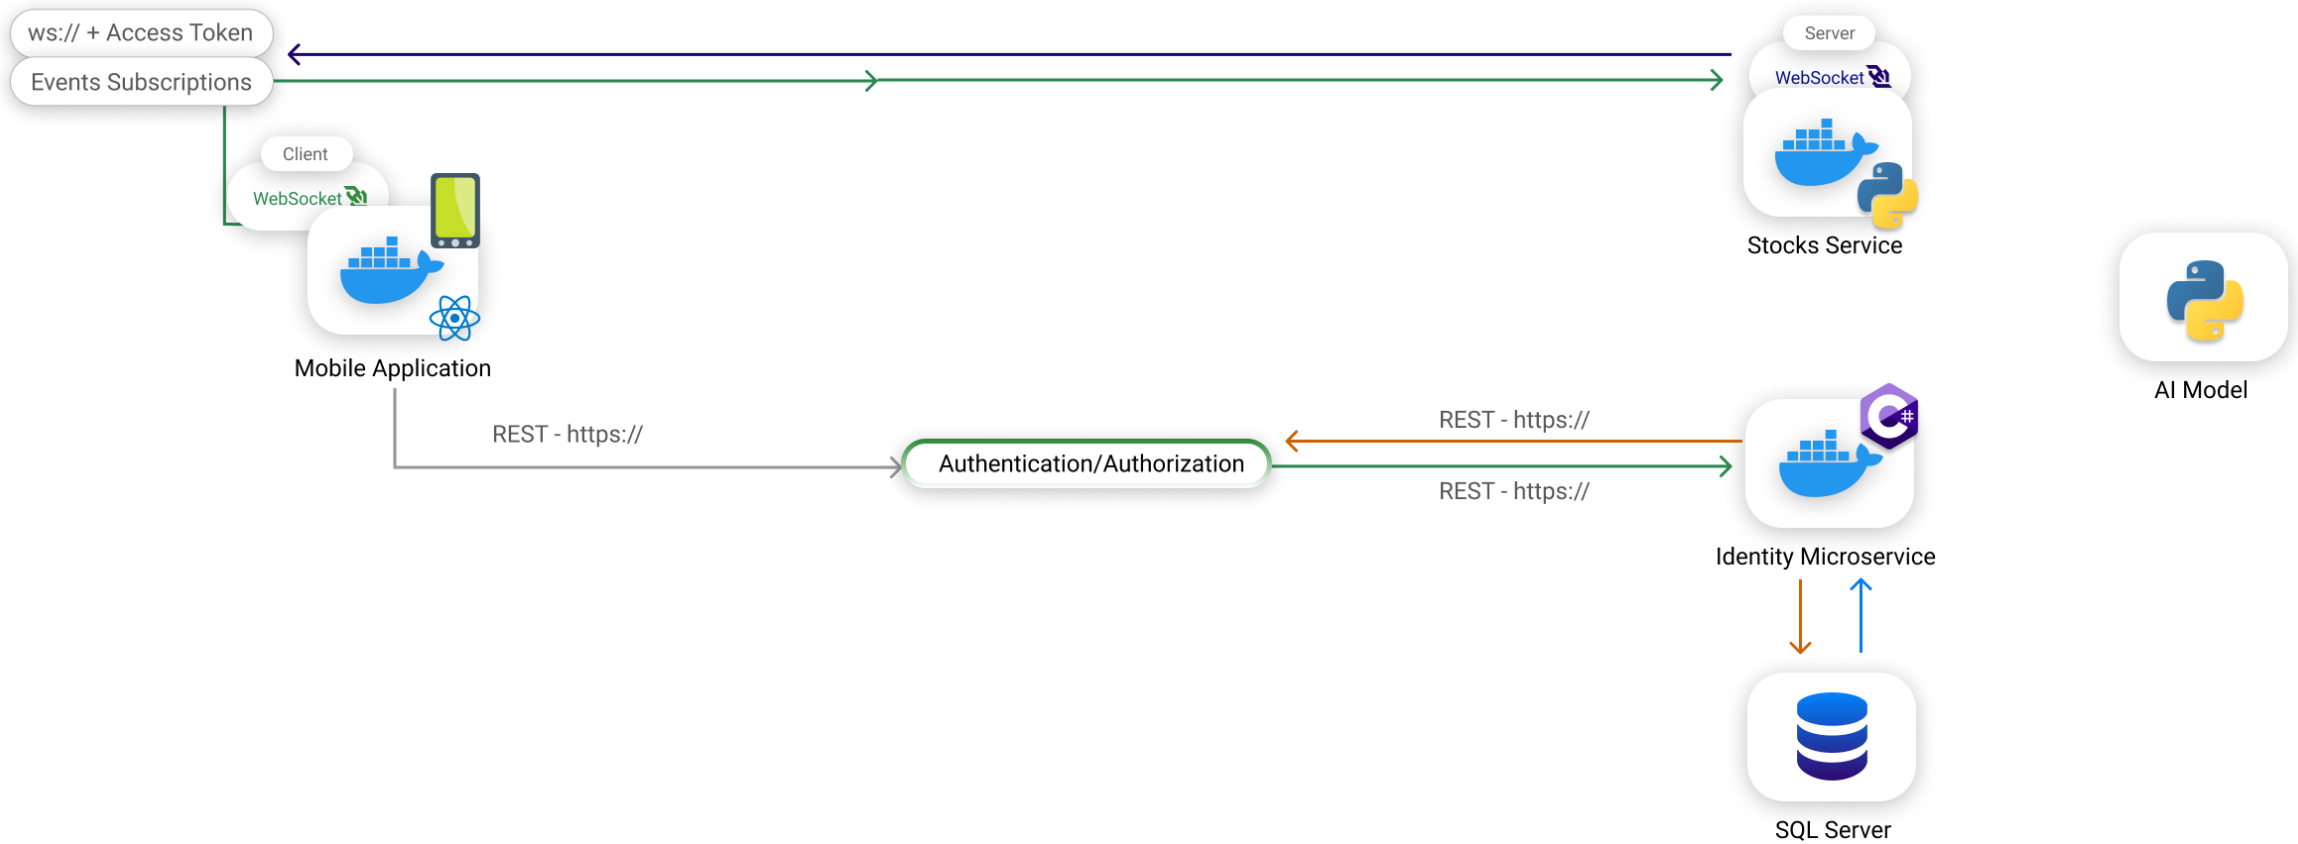 ws:// + Access Token
Events Subscriptions
Server
WebSocket
Stocks Service
Client
WebSocket
Mobile Application
AI Model
REST - https://
REST - https://
C#
Authentication/Authorization
REST - https://
Identity Microservice
SQL Server